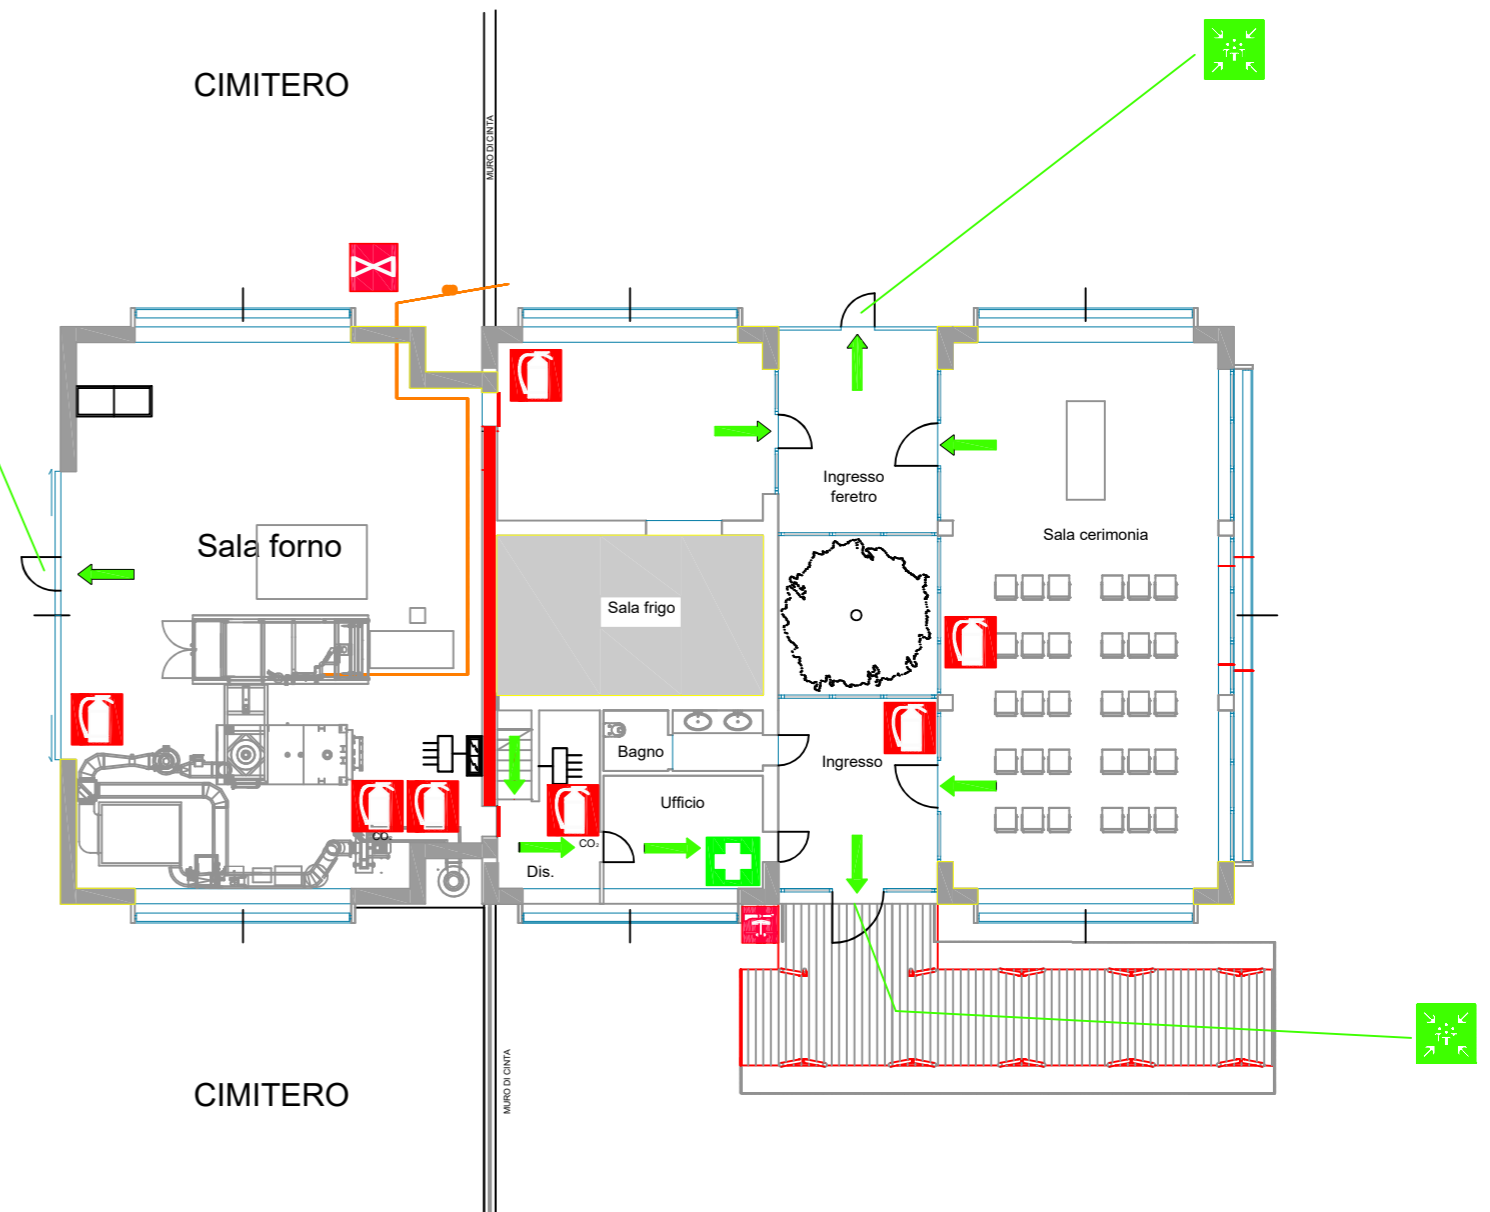 CIMITERO
MURO DI CINTA
Ingresso
feretro
Sala cerimonia
Sala forno
Sala frigo
Bagno
Ingresso
Ufficio
CO₂
CO₂
Dis.
MURO DI CINTA
CIMITERO